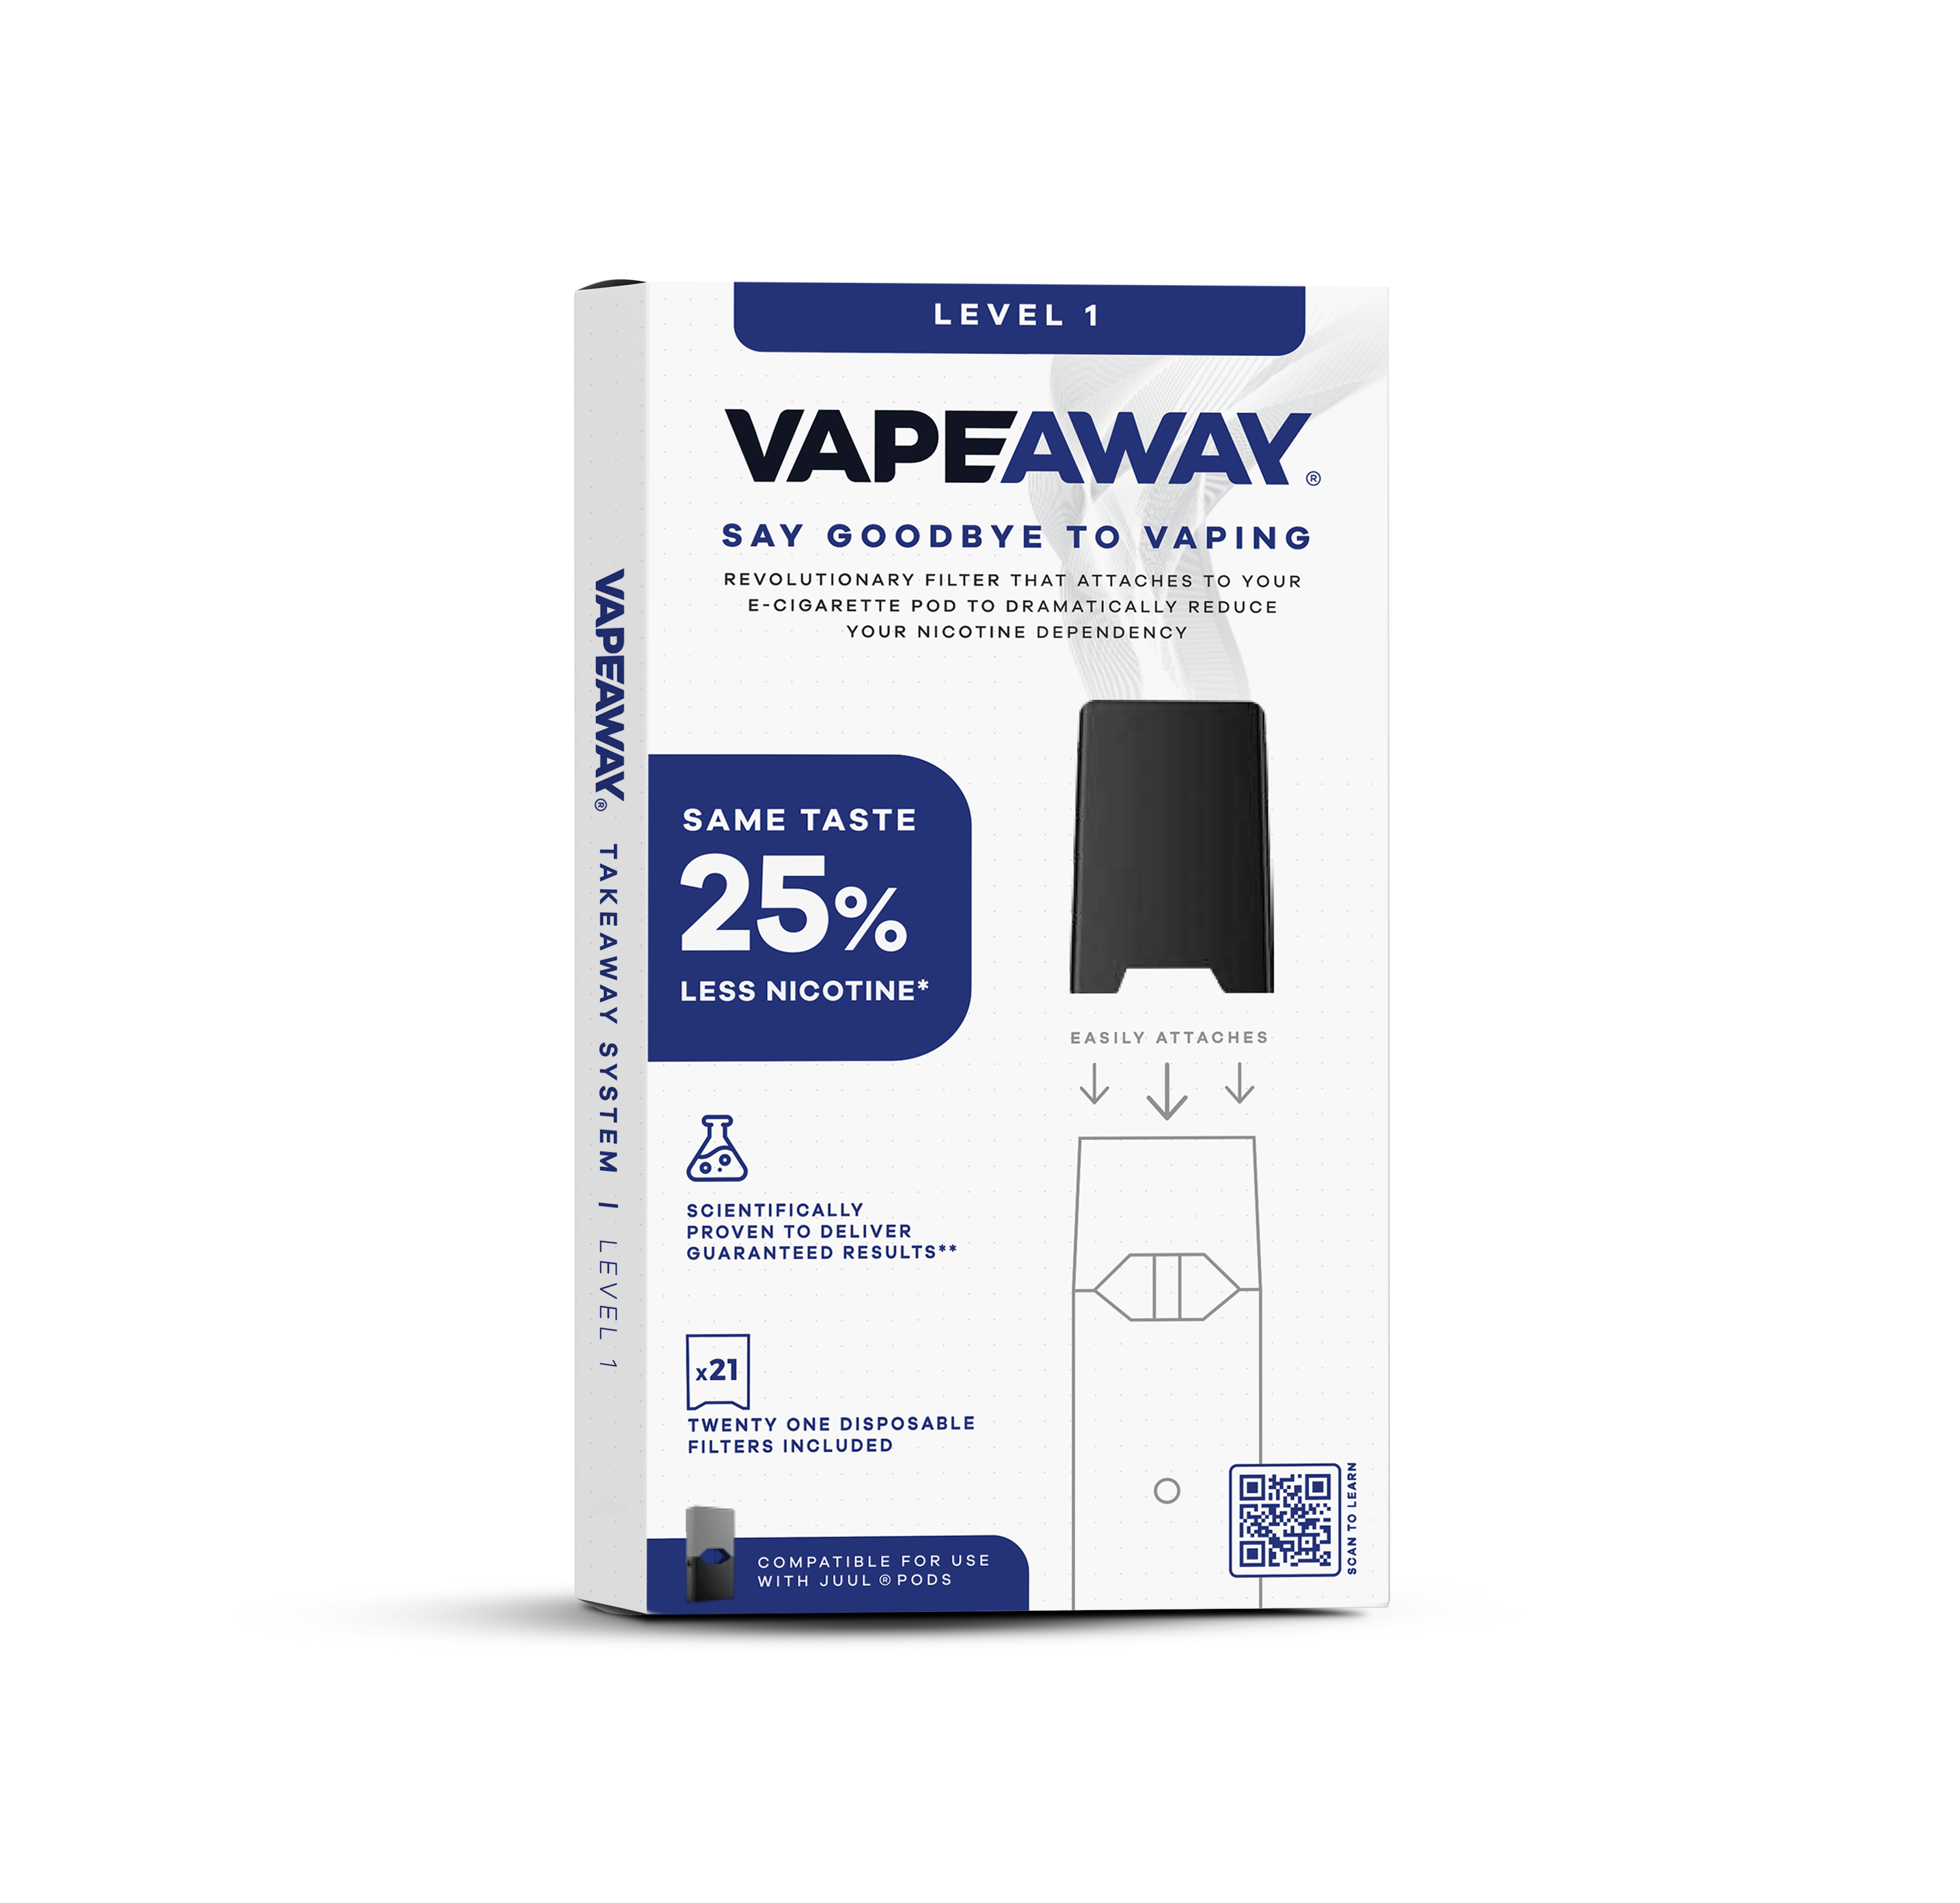 LEVEL 1
VAPEAWAY®
SAY GOODBYE TO VAPING
REVOLUTIONARY FILTER THAT ATTACHES TO YOUR
E-CIGARETTE POD TO DRAMATICALLY REDUCE
YOUR NICOTINE DEPENDENCY
SAME TASTE
25%
LESS NICOTINE*
EASILY ATTACHES
SCIENTIFICALLY
PROVEN TO DELIVER
GUARANTEED RESULTS**
x21
TWENTY ONE DISPOSABLE
FILTERS INCLUDED
COMPATIBLE FOR USE
WITH JUUL® PODS
SCAN TO LEARN
VAPEAWAY® TAKEAWAY SYSTEM | LEVEL 1